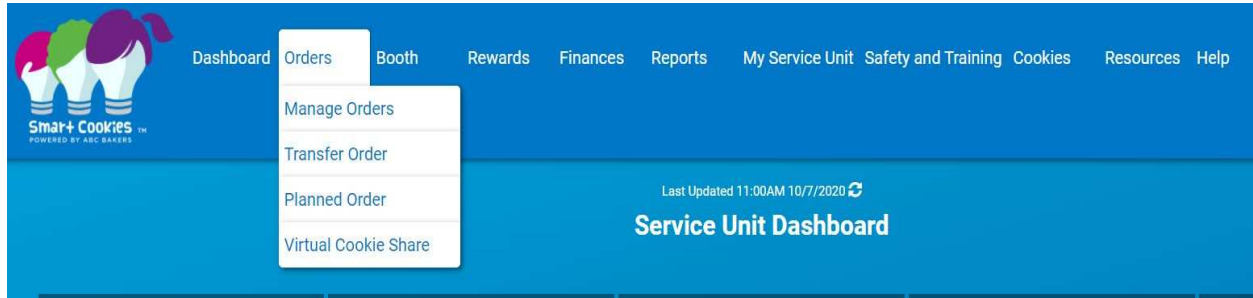 Dashboard Orders Booth Rewards Finances Reports My Service Unit Safety and Training Cookies Resources Help
Manage Orders
Smart Cookies TM
POWERED BY ABC BAKERS
Transfer Order
Planned Order
Virtual Cookie Share
Last Updated 11:00AM 10/7/2020
Service Unit Dashboard